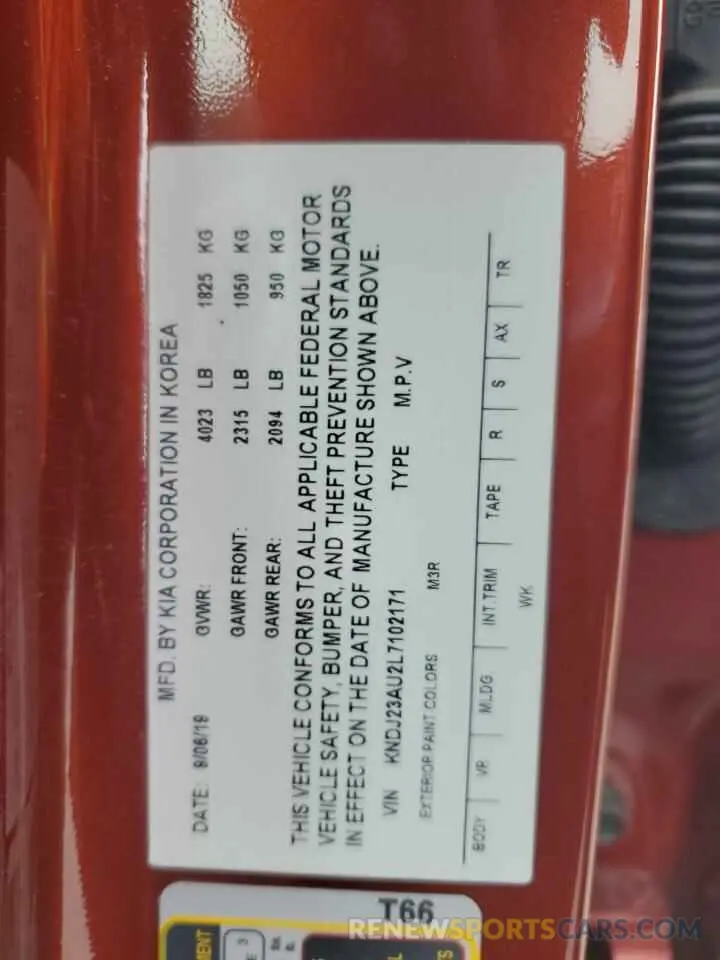 MFD. BY KIA CORPORATION IN KOREA
DATE: 9/06/19 GVWR: 4023 LB 1825 KG
GAWR FRONT: 2315 LB 1050 KG
GAWR REAR: 2094 LB 950 KG
THIS VEHICLE CONFORMS TO ALL APPLICABLE FEDERAL MOTOR
VEHICLE SAFETY, BUMPER, AND THEFT PREVENTION STANDARDS
IN EFFECT ON THE DATE OF MANUFACTURE SHOWN ABOVE.
VIN KNDJ23AU2L7102171 TYPE M.P.V
EXTERIOR PAINT COLORS M3R
BODY VR MLDG INT.TRIM TAPE R S AX TR
WK
T66
RENEWSPORTSCARS.COM